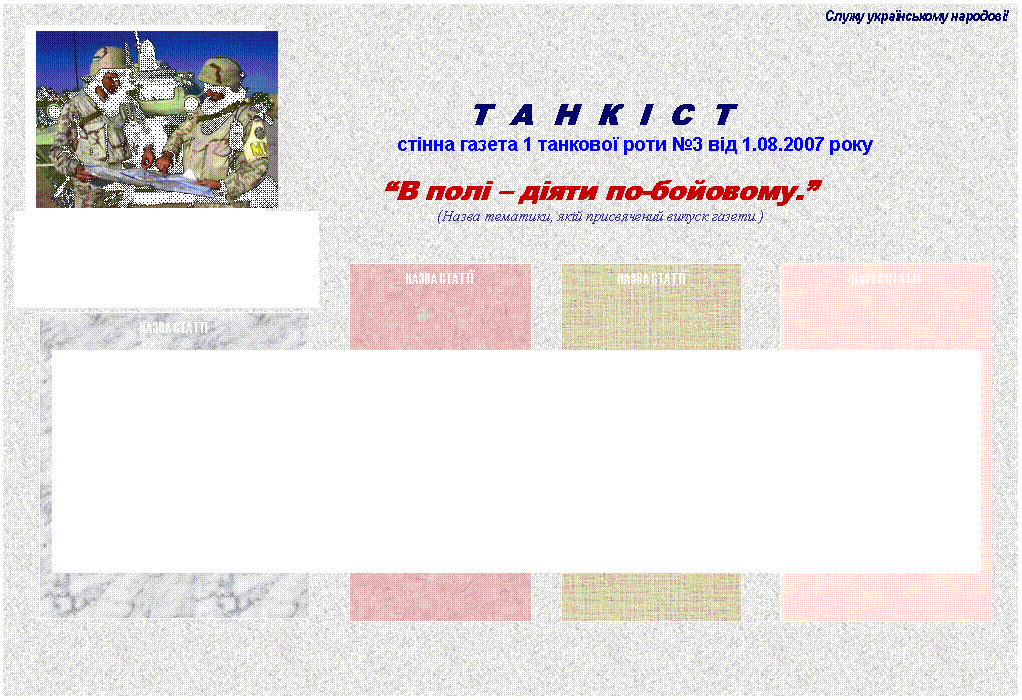 Служу українському народові!
Т А Н К І С Т
стінна газета 1 танкової роти №3 від 1.08.2007 року
“В полі – діяти по-бойовому.”
(Назва тематики, якій присвячений випуск газети.)
НАЗВА СТАТТІ
НАЗВА СТАТТІ
НАЗВА СТАТТІ
НАЗВА СТАТТІ